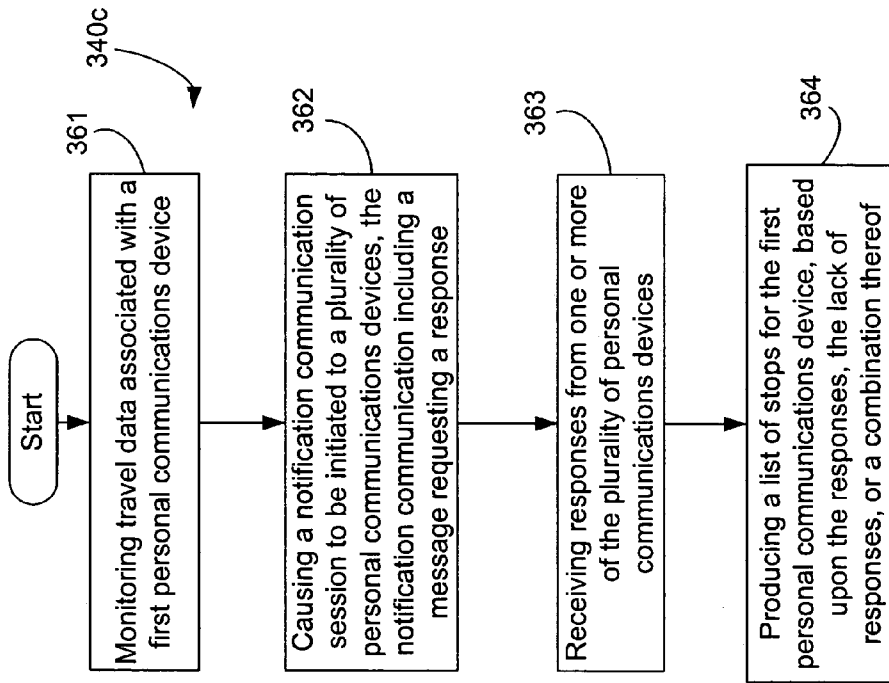 Start
340c
361
Monitoring travel data associated with a
first personal communications device
362
Causing a notification communication
session to be initiated to a plurality of
personal communications devices, the
notification communication including a
message requesting a response
363
Receiving responses from one or more
of the plurality of personal
communications devices
364
Producing a list of stops for the first
personal communications device, based
upon the responses, the lack of
responses, or a combination thereof